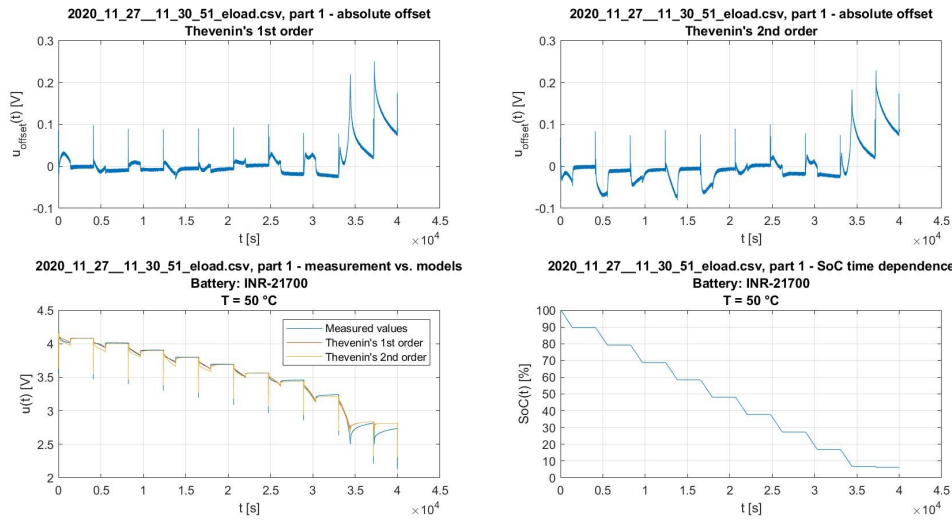 2020_11_27__11_30_51_eload.csv, part 1 - absolute offset
Thevenin's 1st order
0.3
0.2
0.1
0
-0.1
u_offset(t) [V]
0 0.5 1 1.5 2 2.5 3 3.5 4 4.5
t [s]
×10^4
2020_11_27__11_30_51_eload.csv, part 1 - absolute offset
Thevenin's 2nd order
0.3
0.2
0.1
0
-0.1
u_offset(t) [V]
0 0.5 1 1.5 2 2.5 3 3.5 4 4.5
t [s]
×10^4
2020_11_27__11_30_51_eload.csv, part 1 - measurement vs. models
Battery: INR-21700
T = 50 °C
4.5
4
3.5
3
2.5
2
u(t) [V]
Measured values
Thevenin's 1st order
Thevenin's 2nd order
0 0.5 1 1.5 2 2.5 3 3.5 4 4.5
t [s]
×10^4
2020_11_27__11_30_51_eload.csv, part 1 - SoC time dependence
Battery: INR-21700
T = 50 °C
100
90
80
70
60
50
40
30
20
10
0
SoC(t) [%]
0 0.5 1 1.5 2 2.5 3 3.5 4 4.5
t [s]
×10^4